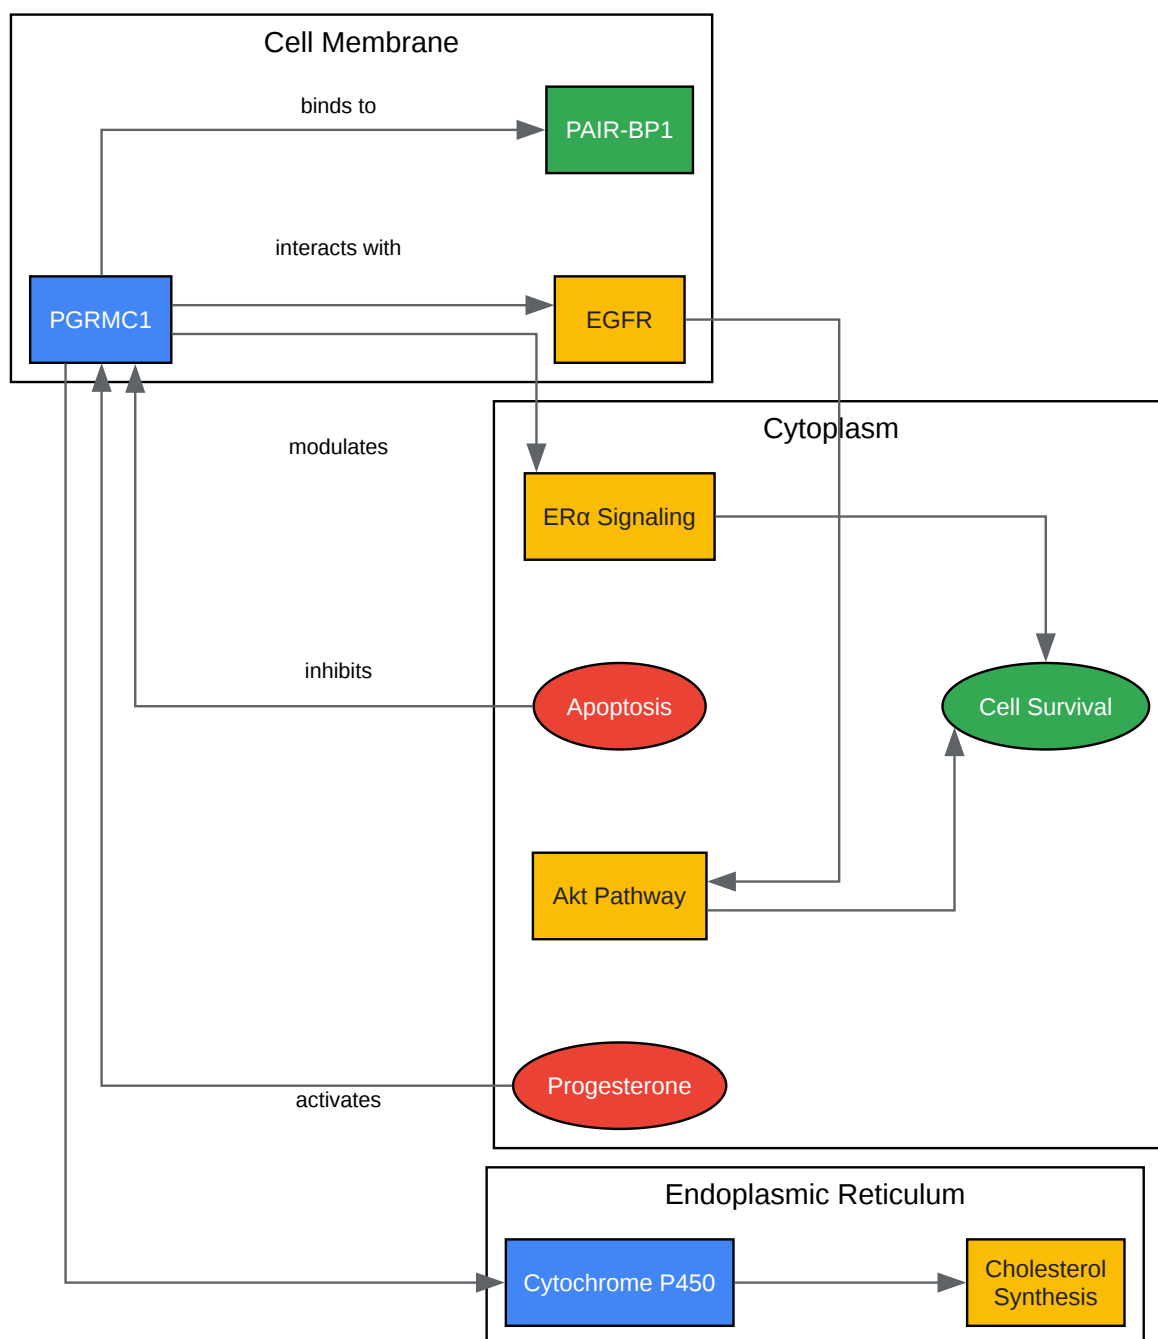 Cell Membrane
binds to
PAIR-BP1
interacts with
PGRMC1
EGFR
modulates
Cytoplasm
ERα Signaling
inhibits
Apoptosis
Cell Survival
Akt Pathway
Progesterone
activates
Endoplasmic Reticulum
Cytochrome P450
Cholesterol
Synthesis